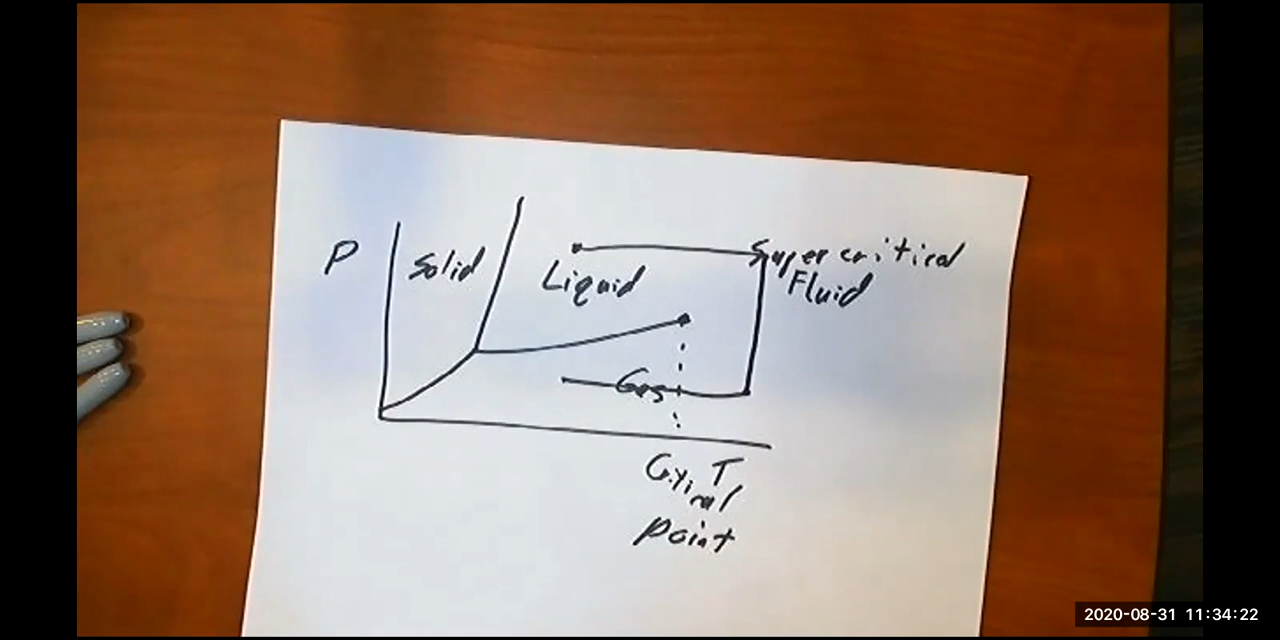 P
Solid
Liquid
Supercritical
Fluid
Gas
T
Critical
point
2020-08-31 11:34:22